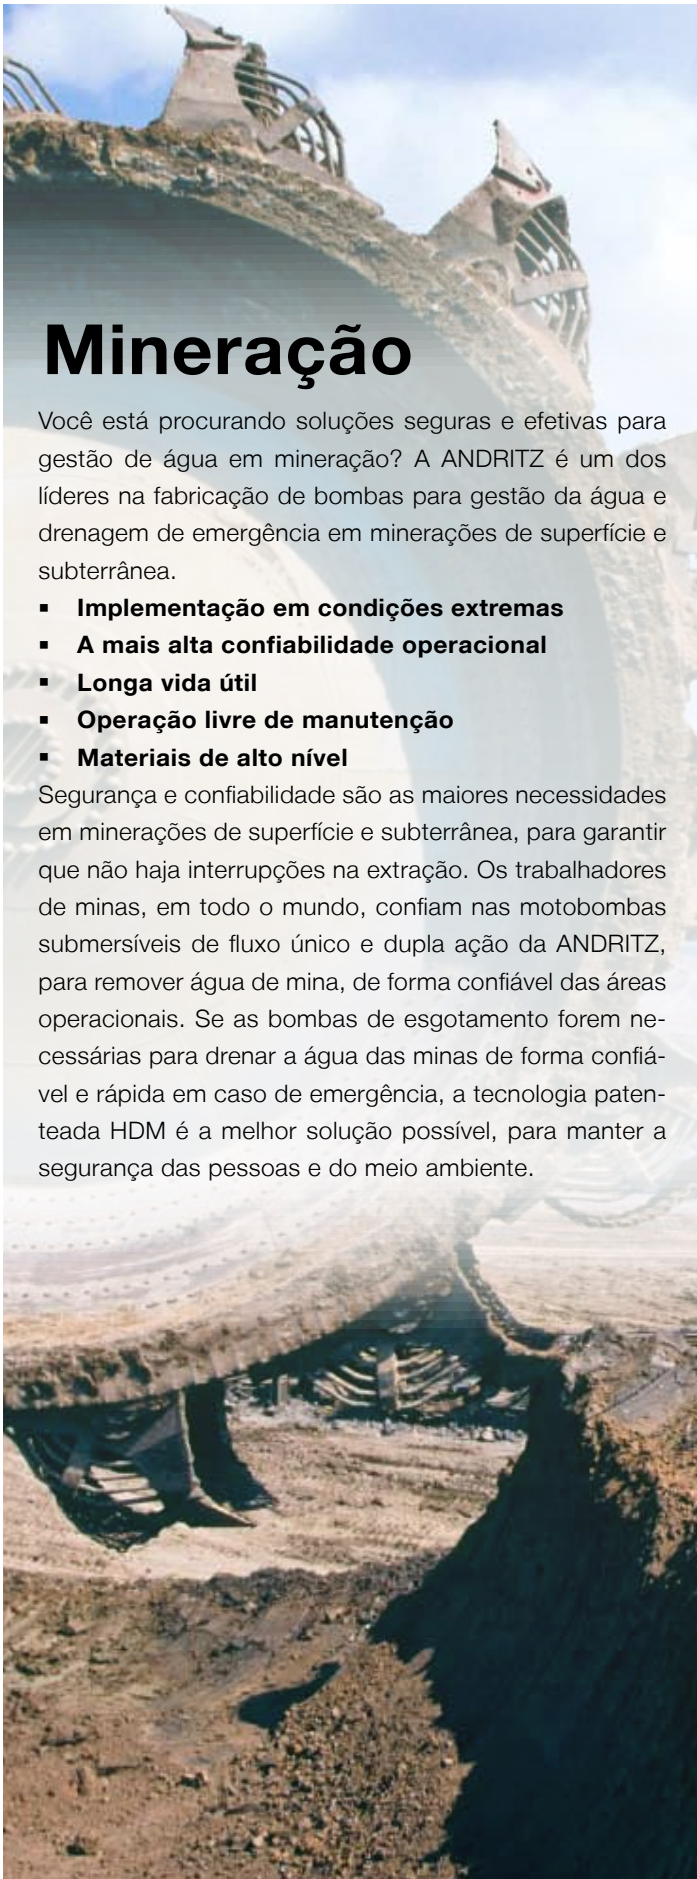 Mineração
Você está procurando soluções seguras e efetivas para
gestão de água em mineração? A ANDRITZ é um dos
líderes na fabricação de bombas para gestão da água e
drenagem de emergência em minerações de superfície e
subterrânea.
▪ Implementação em condições extremas
▪ A mais alta confiabilidade operacional
▪ Longa vida útil
▪ Operação livre de manutenção
▪ Materiais de alto nível
Segurança e confiabilidade são as maiores necessidades
em minerações de superfície e subterrânea, para garantir
que não haja interrupções na extração. Os trabalhadores
de minas, em todo o mundo, confiam nas motobombas
submersíveis de fluxo único e dupla ação da ANDRITZ,
para remover água de mina, de forma confiável das áreas
operacionais. Se as bombas de esgotamento forem ne-
cessárias para drenar a água das minas de forma confiá-
vel e rápida em caso de emergência, a tecnologia paten-
teada HDM é a melhor solução possível, para manter a
segurança das pessoas e do meio ambiente.